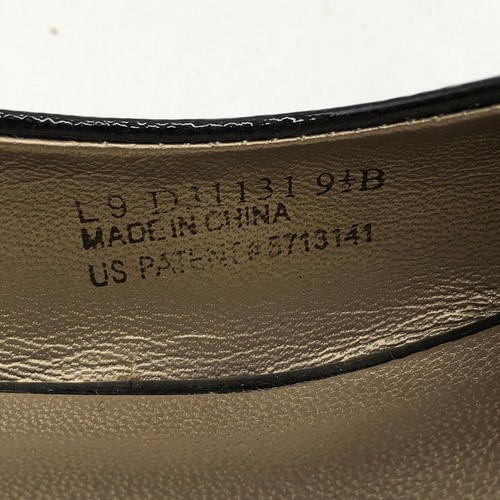 L9 D31131 9½B
MADE IN CHINA
US PATENT# 5713141